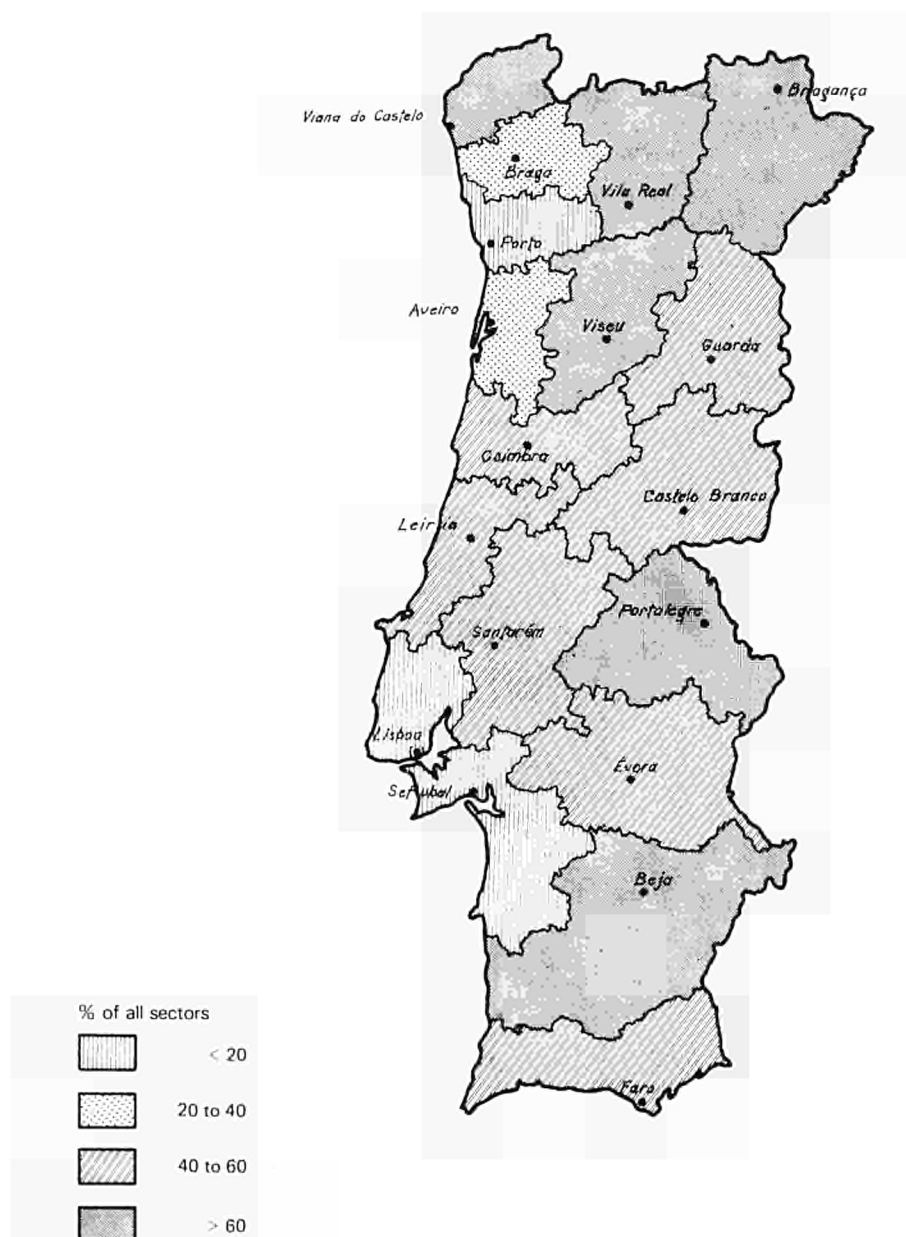 Bragança
Viana do Castelo
Braga
Vila Real
Porto
Aveiro
Viseu
Guarda
Coimbra
Castelo Branco
Leiria
Portalegre
Santarém
Lisboa
Évora
Setubal
Beja
% of all sectors
< 20
Faro
20 to 40
40 to 60
> 60